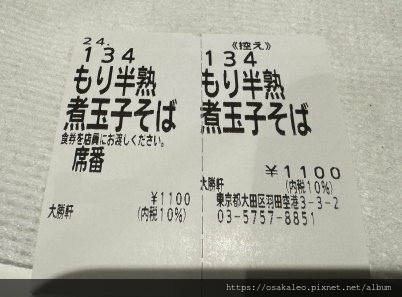 24.
134
もり半熟
煮玉子そば
食券を店員にお渡しください。
席番
¥1100
大勝軒
(内税10%)
《控え》
134
もり半熟
煮玉子そば
¥1100
大勝軒
(内税10%)
東京都大田区羽田空港3-3-2
03-5757-8851
https://osakaleo.pixnet.net/album